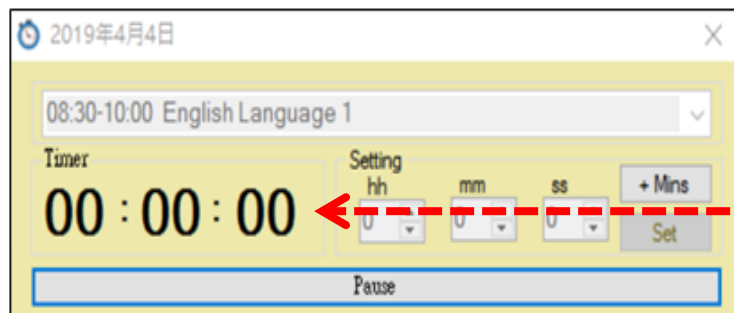 2019年4月4日
08:30-10:00 English Language 1
Timer
00 : 00 : 00
Setting
hh mm ss
0 0 0
+ Mins
Set
Pause